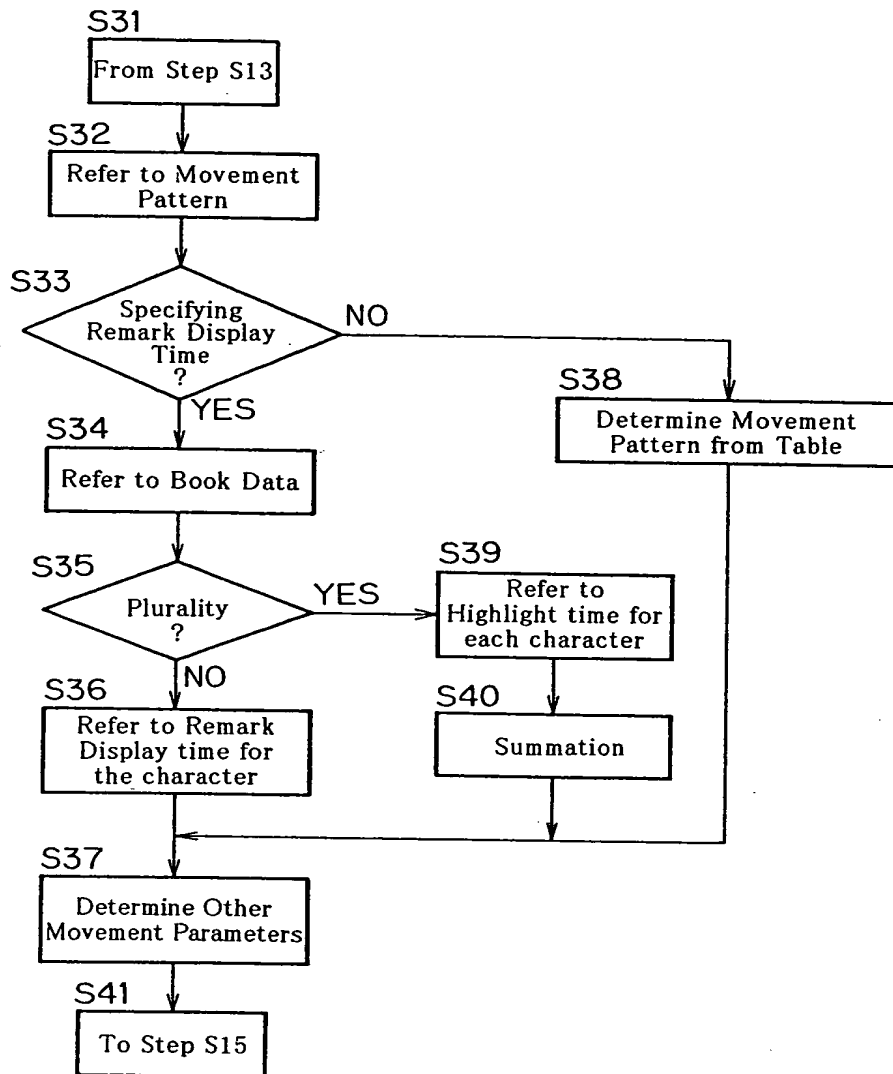 S31
From Step S13
S32
Refer to Movement
Pattern
S33
Specifying
Remark Display
Time
?
NO
YES
S38
Determine Movement
Pattern from Table
S34
Refer to Book Data
S35
Plurality
?
YES
NO
S39
Refer to
Highlight time for
each character
S36
Refer to Remark
Display time for
the character
S40
Summation
S37
Determine Other
Movement Parameters
S41
To Step S15